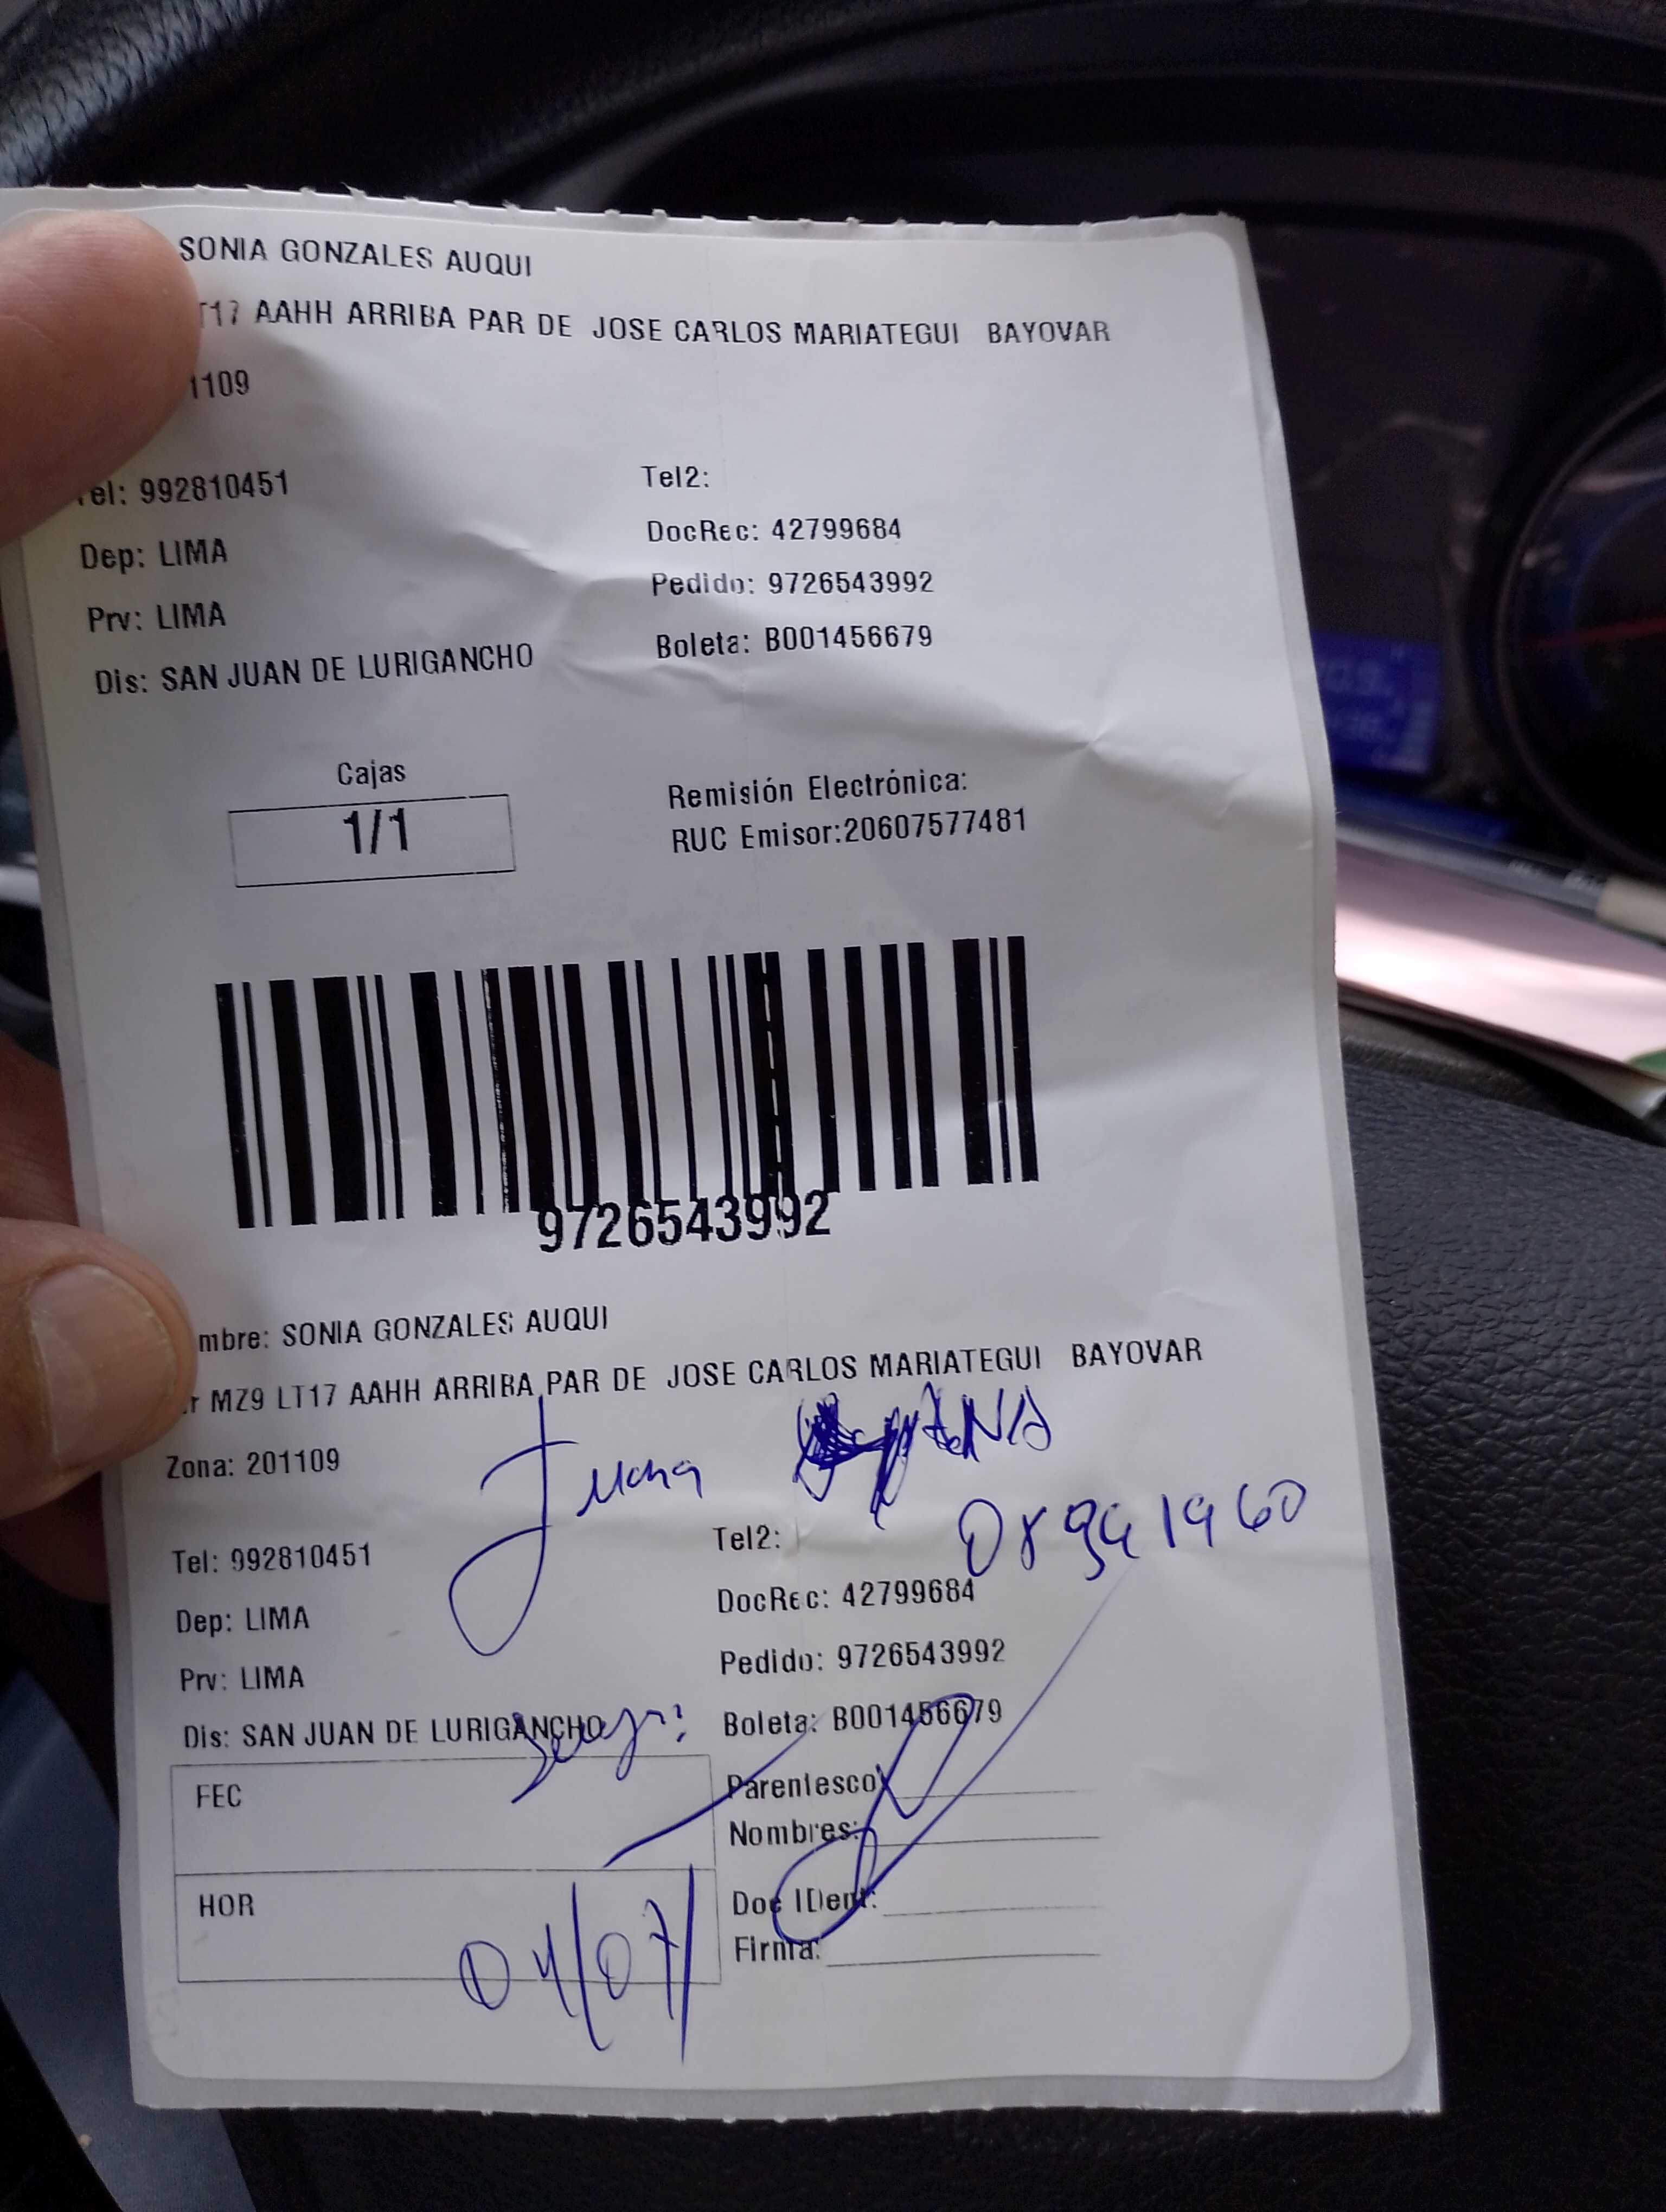 SONIA GONZALES AUQUI
T17 AAHH ARRIBA PAR DE JOSE CARLOS MARIATEGUI BAYOVAR
1109
Tel: 992810451
Tel2:
Dep: LIMA
DocRec: 42799684
Prv: LIMA
Pedido: 9726543992
Dis: SAN JUAN DE LURIGANCHO
Boleta: B001456679
Cajas
1/1
Remisión Electrónica:
RUC Emisor:20607577481
9726543992
mbre: SONIA GONZALES AUQUI
r MZ9 LT17 AAHH ARRIBA PAR DE JOSE CARLOS MARIATEGUI BAYOVAR
Zona: 201109
Juana
Tel: 992810451
Tel2:
Dep: LIMA
DocRec: 42799684
Prv: LIMA
Pedido: 9726543992
Dis: SAN JUAN DE LURIGANCHO
Boleta: B001456679
FEC
Parentesco
Nombres:
HOR
Doc IDent:
Firma:
04/07/